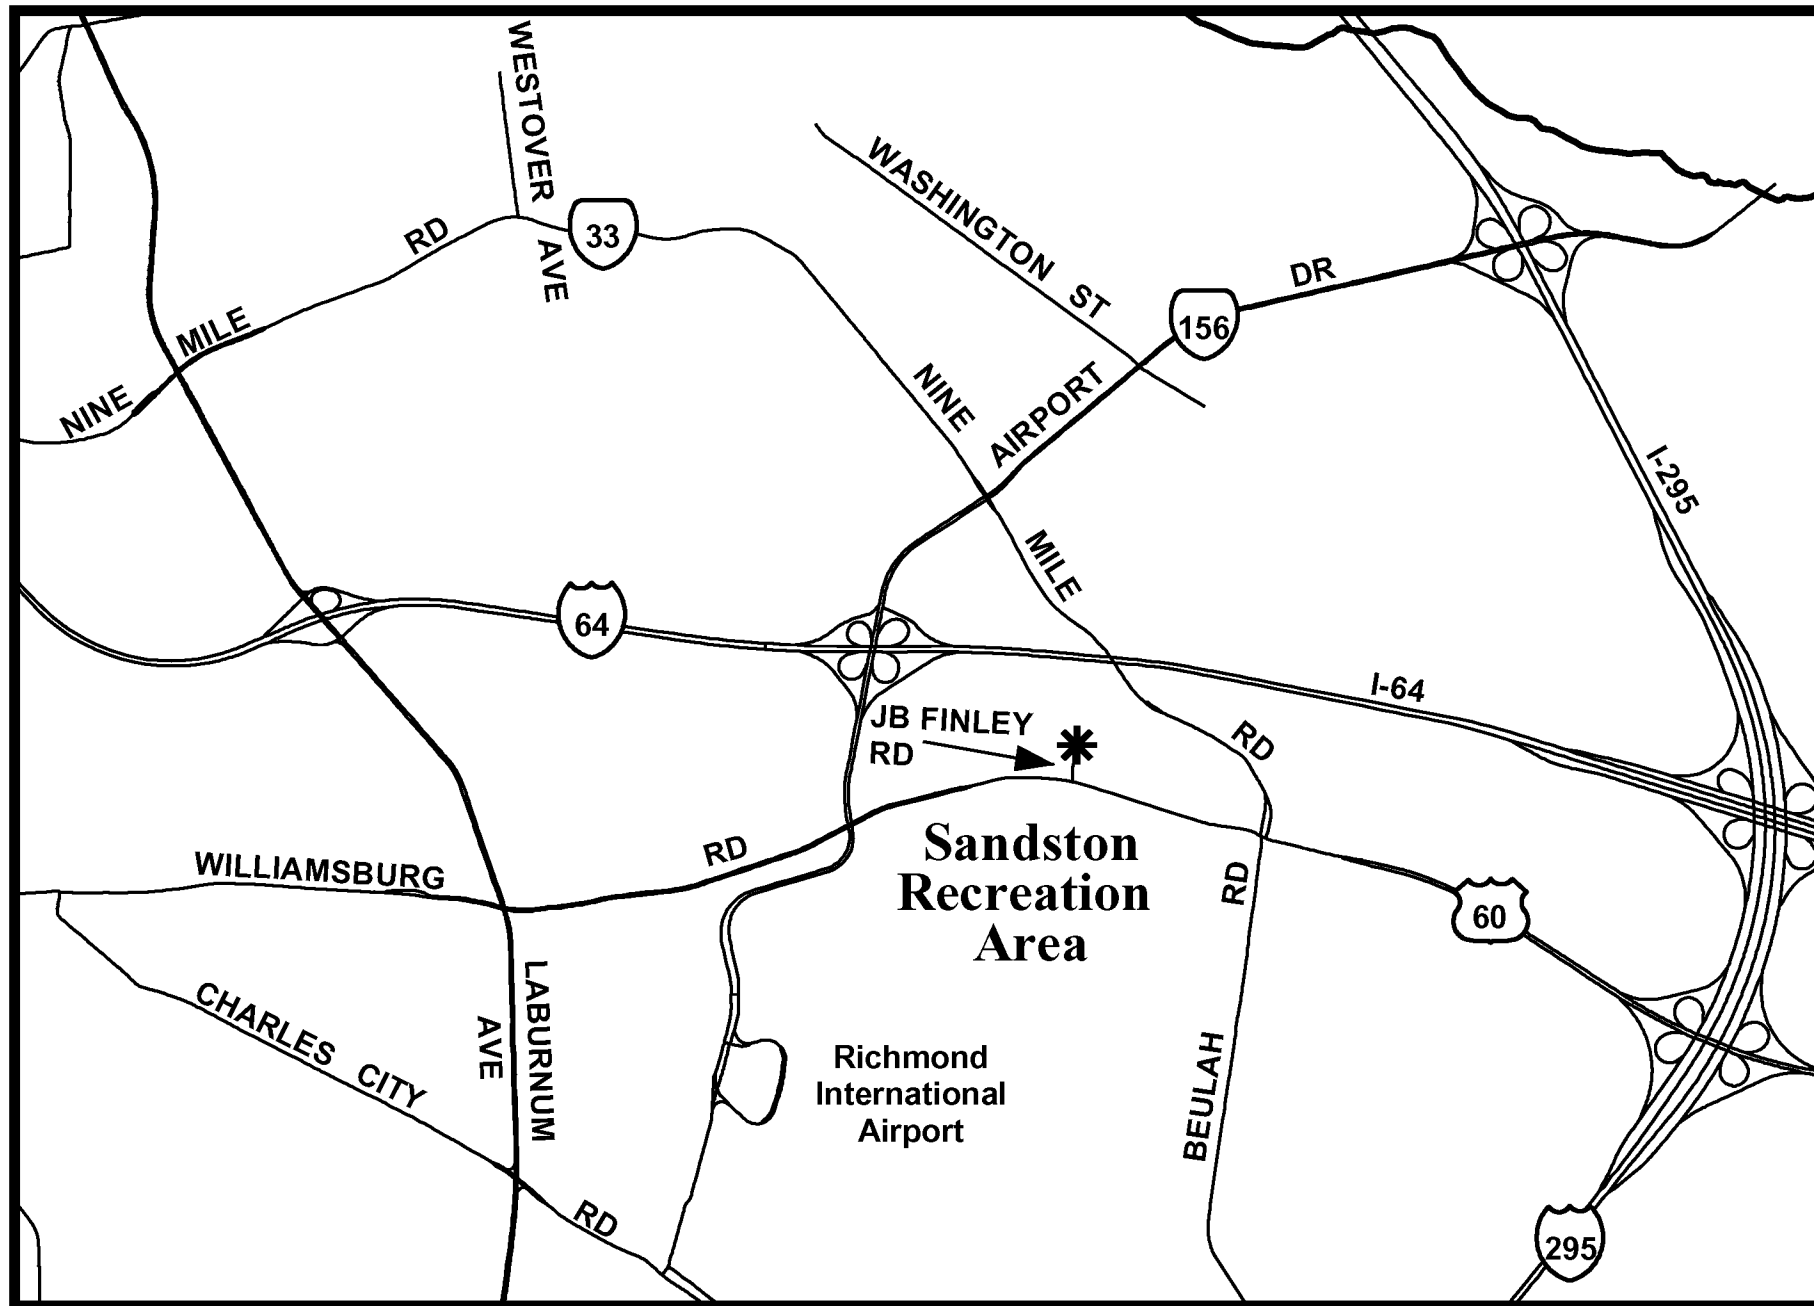 WESTOVER
AVE
WASHINGTON ST
RD
33
DR
156
MILE
NINE
NINE
AIRPORT
I-295
MILE
64
I-64
JB FINLEY
RD
RD
Sandston
Recreation
Area
RD
WILLIAMSBURG
RD
60
LABURNUM
AVE
CHARLES CITY
Richmond
International
Airport
BEULAH
RD
295